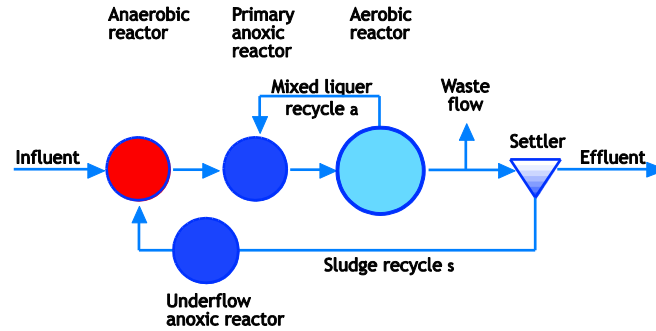 Anaerobic
reactor
Primary
anoxic
reactor
Aerobic
reactor
Mixed liquer
recycle a
Waste
flow
Influent
Settler
Effluent
Sludge recycle s
Underflow
anoxic reactor